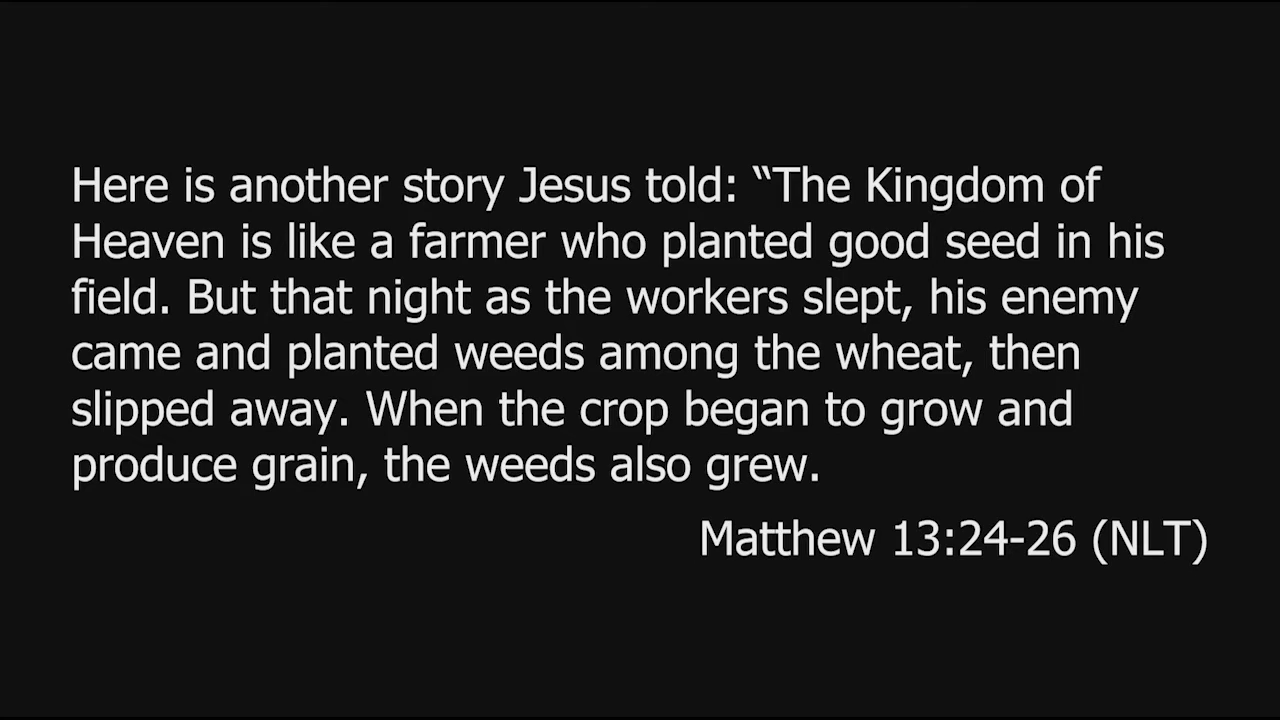 Here is another story Jesus told: “The Kingdom of
Heaven is like a farmer who planted good seed in his
field. But that night as the workers slept, his enemy
came and planted weeds among the wheat, then
slipped away. When the crop began to grow and
produce grain, the weeds also grew.
Matthew 13:24-26 (NLT)